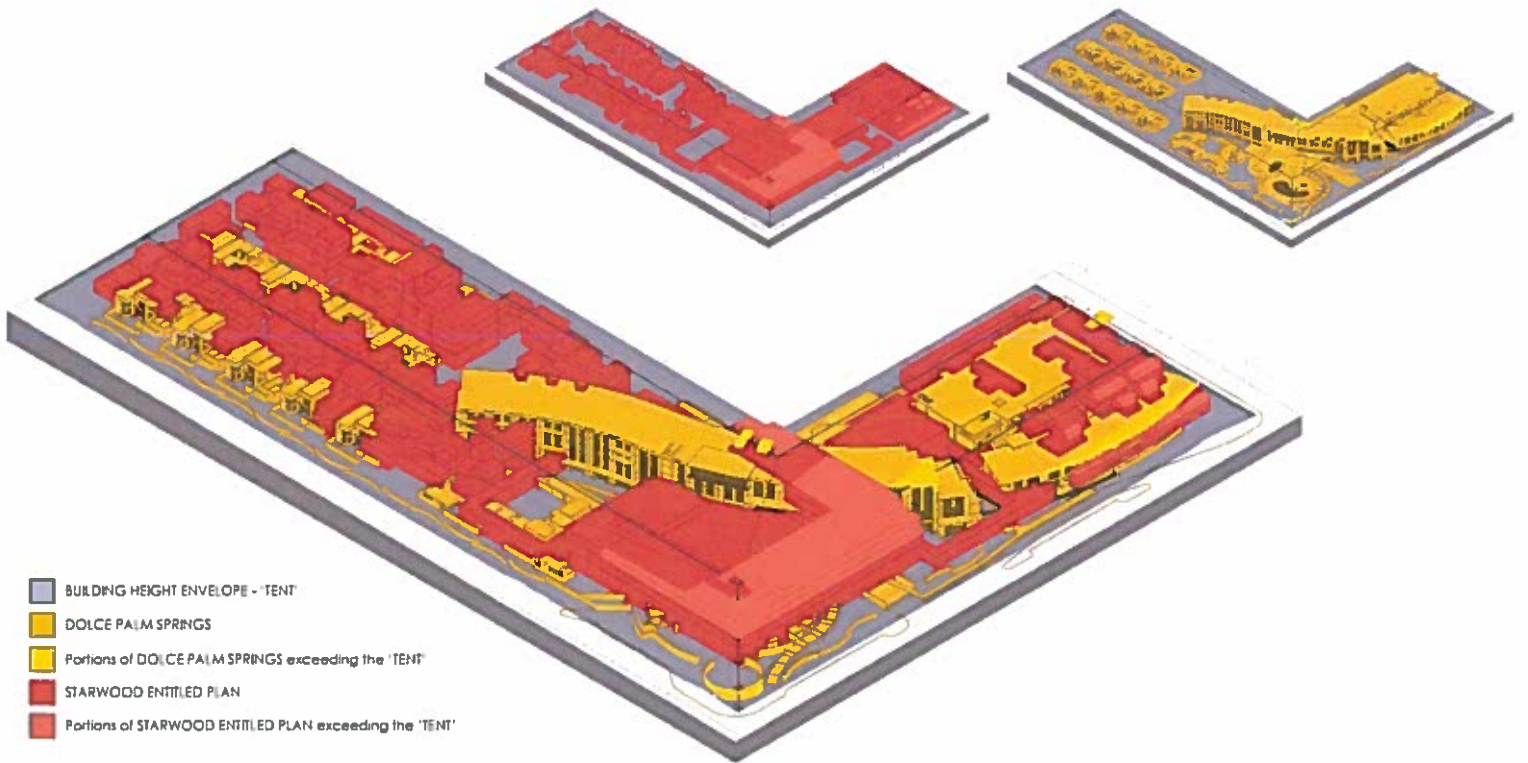 BUILDING HEIGHT ENVELOPE - 'TENT'
DOLCE PALM SPRINGS
Portions of DOLCE PALM SPRINGS exceeding the 'TENT'
STARWOOD ENTITLED PLAN
Portions of STARWOOD ENTITLED PLAN exceeding the 'TENT'